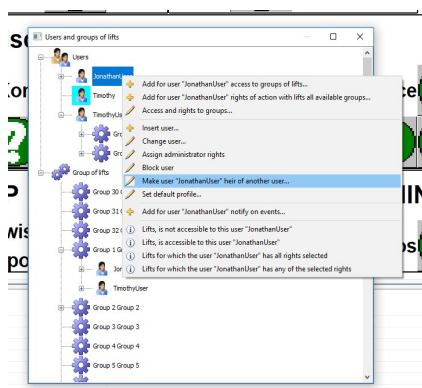 Users and groups of lifts
Users
JonathanUser
Timothy
TimothyUs
Gro
Gro
Group of lifts
Group 30 G
Group 31 G
Group 32 G
Group 1 Gr
Jor
TimothyUser
Group 2 Group 2
Group 3 Group 3
Group 4 Group 4
Group 5 Group 5
Add for user "JonathanUser" access to groups of lifts...
Add for user "JonathanUser" rights of action with lifts all available groups...
Access and rights to groups...
Insert user...
Change user...
Assign administrator rights
Block user
Make user "JonathanUser" heir of another user...
Set default profile...
Add for user "JonathanUser" notify on events...
Lifts, is not accessible to this user "JonathanUser"
Lifts, is accessible to this user "JonathanUser"
Lifts for which the user "JonathanUser" has all rights selected
Lifts for which the user "JonathanUser" has any of the selected rights